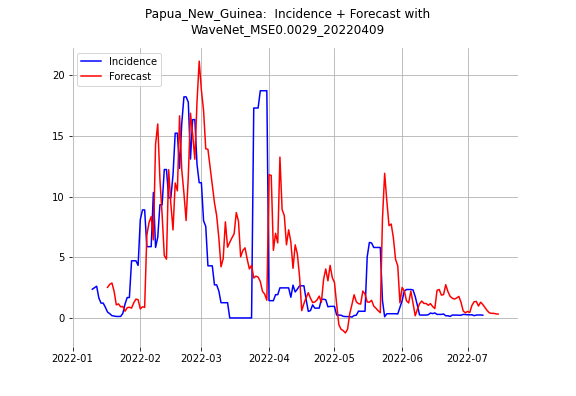 Papua_New_Guinea:  Incidence + Forecast with
WaveNet_MSE0.0029_20220409
Incidence
Forecast
20
15
10
5
0
2022-01 2022-02 2022-03 2022-04 2022-05 2022-06 2022-07